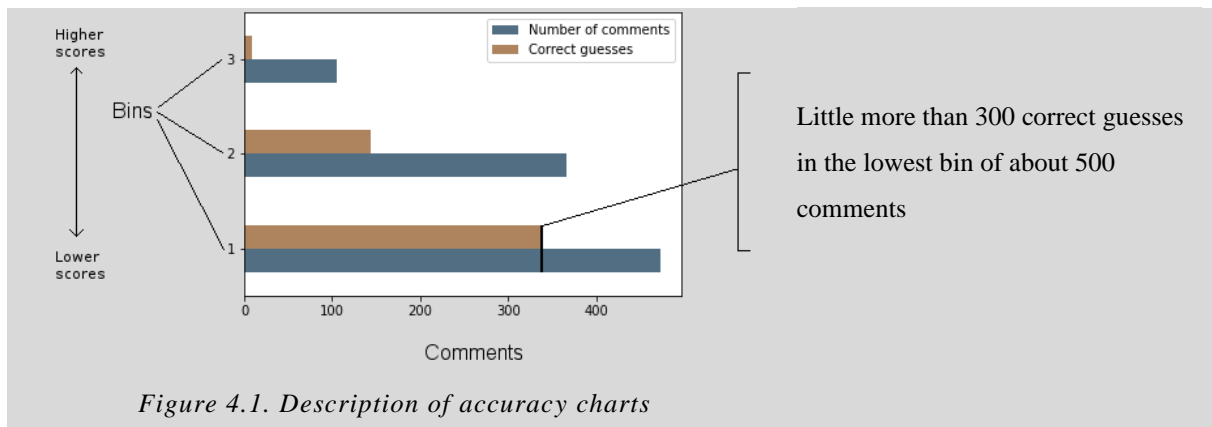 Higher
scores
Bins
Lower
scores
3
2
1
Number of comments
Correct guesses
0 100 200 300 400
Comments
Little more than 300 correct guesses
in the lowest bin of about 500
comments
Figure 4.1. Description of accuracy charts